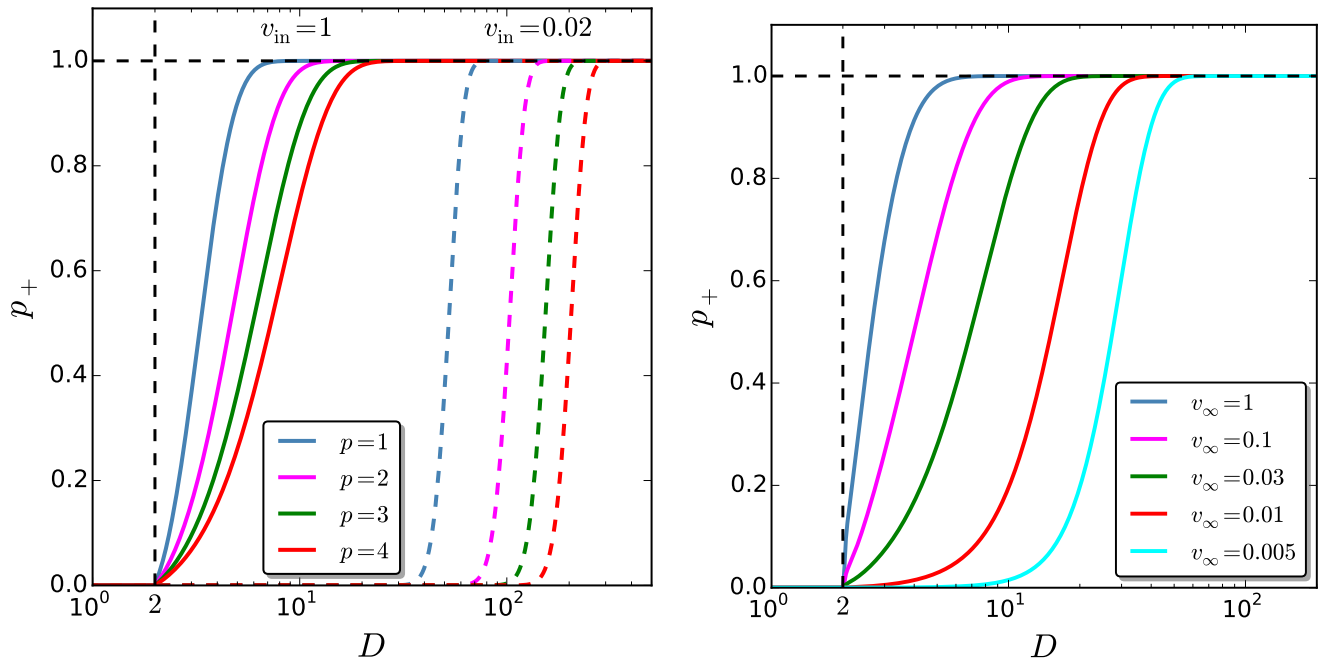 v_in=1 v_in=0.02
1.0
0.8
0.6
0.4
0.2
0.0
p_+
p=1
p=2
p=3
p=4
10^0 2 10^1 10^2
D
1.0
0.8
0.6
0.4
0.2
0.0
p_+
v_∞=1
v_∞=0.1
v_∞=0.03
v_∞=0.01
v_∞=0.005
10^0 2 10^1 10^2
D